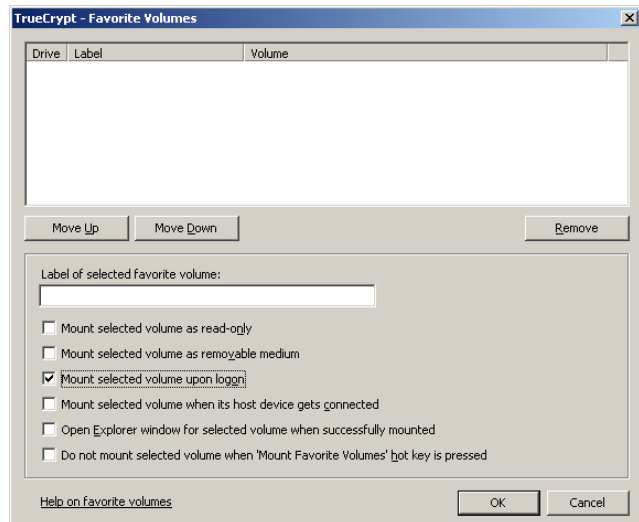 TrueCrypt - Favorite Volumes
Drive Label Volume
Move Up Move Down Remove
Label of selected favorite volume:
Mount selected volume as read-only
Mount selected volume as removable medium
Mount selected volume upon logon
Mount selected volume when its host device gets connected
Open Explorer window for selected volume when successfully mounted
Do not mount selected volume when 'Mount Favorite Volumes' hot key is pressed
Help on favorite volumes OK Cancel